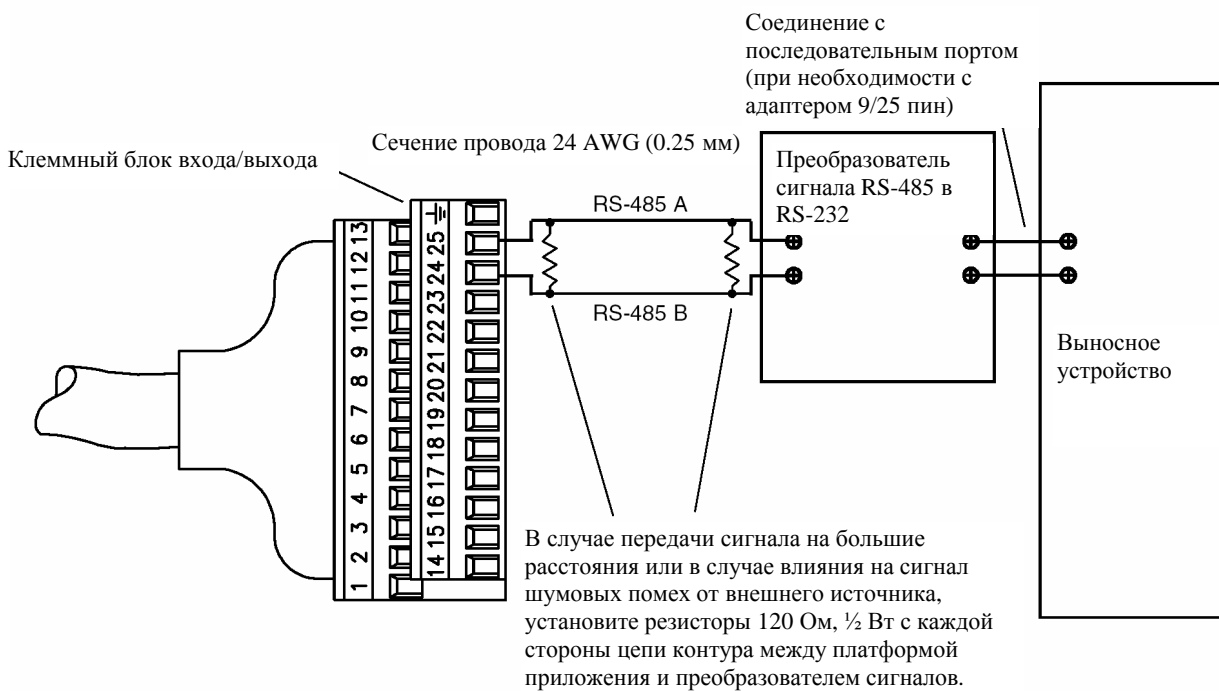 Соединение с
последовательным портом
(при необходимости с
адаптером 9/25 пин)
Сечение провода 24 AWG (0.25 мм)
Клеммный блок входа/выхода
Преобразователь
сигнала RS-485 в
RS-232
RS-485 A
RS-485 B
Выносное
устройство
13
12
11
10
9
8
7
6
5
4
3
2
1
25
24
23
22
21
20
19
18
17
16
15
14
В случае передачи сигнала на большие
расстояния или в случае влияния на сигнал
шумовых помех от внешнего источника,
установите резисторы 120 Ом, ½ Вт с каждой
стороны цепи контура между платформой
приложения и преобразователем сигналов.